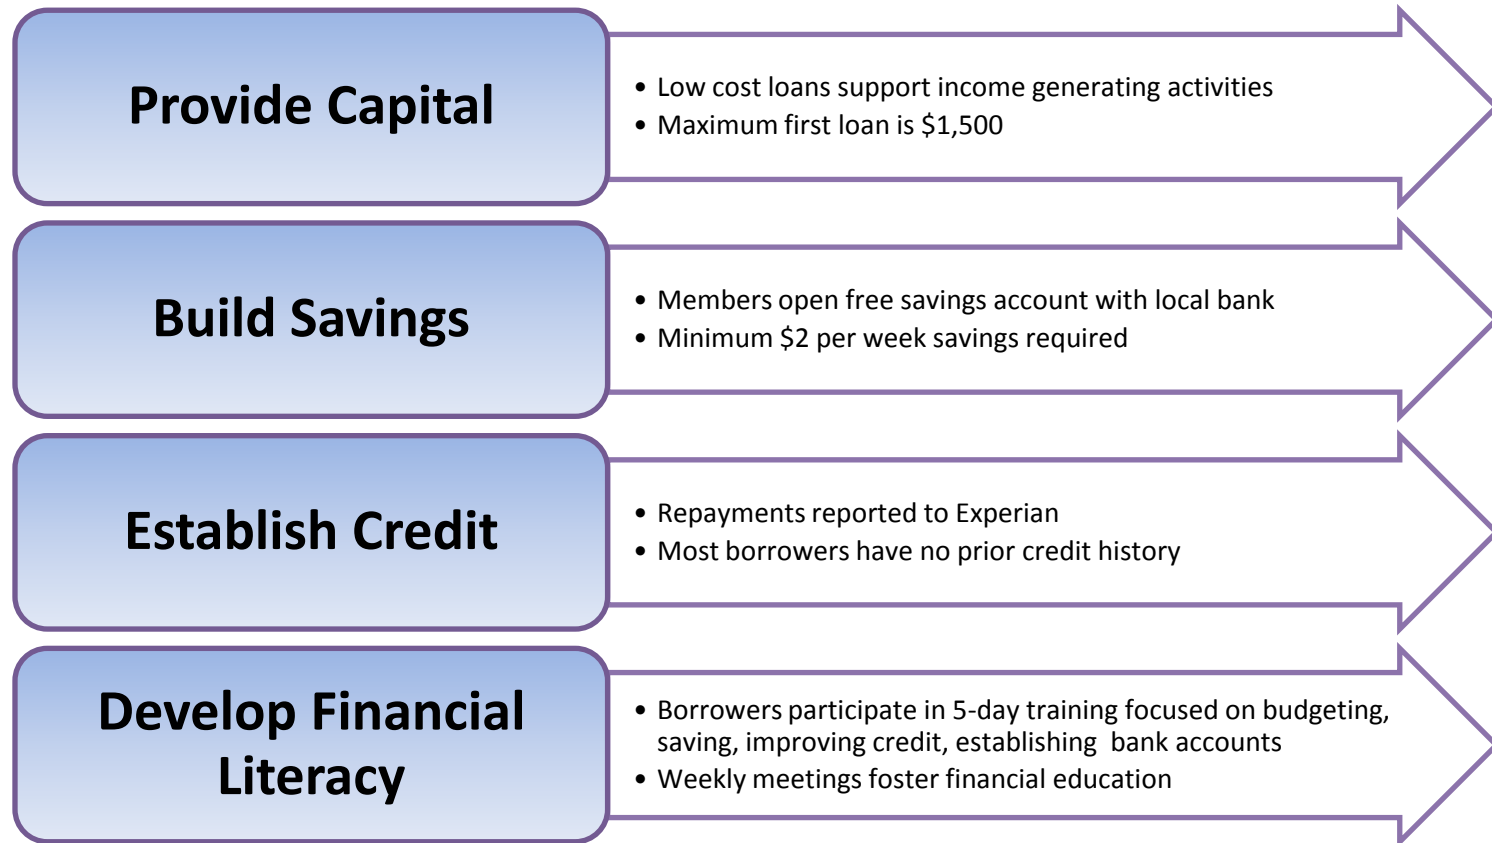 Provide Capital
• Low cost loans support income generating activities
• Maximum first loan is $1,500
Build Savings
• Members open free savings account with local bank
• Minimum $2 per week savings required
Establish Credit
• Repayments reported to Experian
• Most borrowers have no prior credit history
Develop Financial
Literacy
• Borrowers participate in 5-day training focused on budgeting,
saving, improving credit, establishing  bank accounts
• Weekly meetings foster financial education